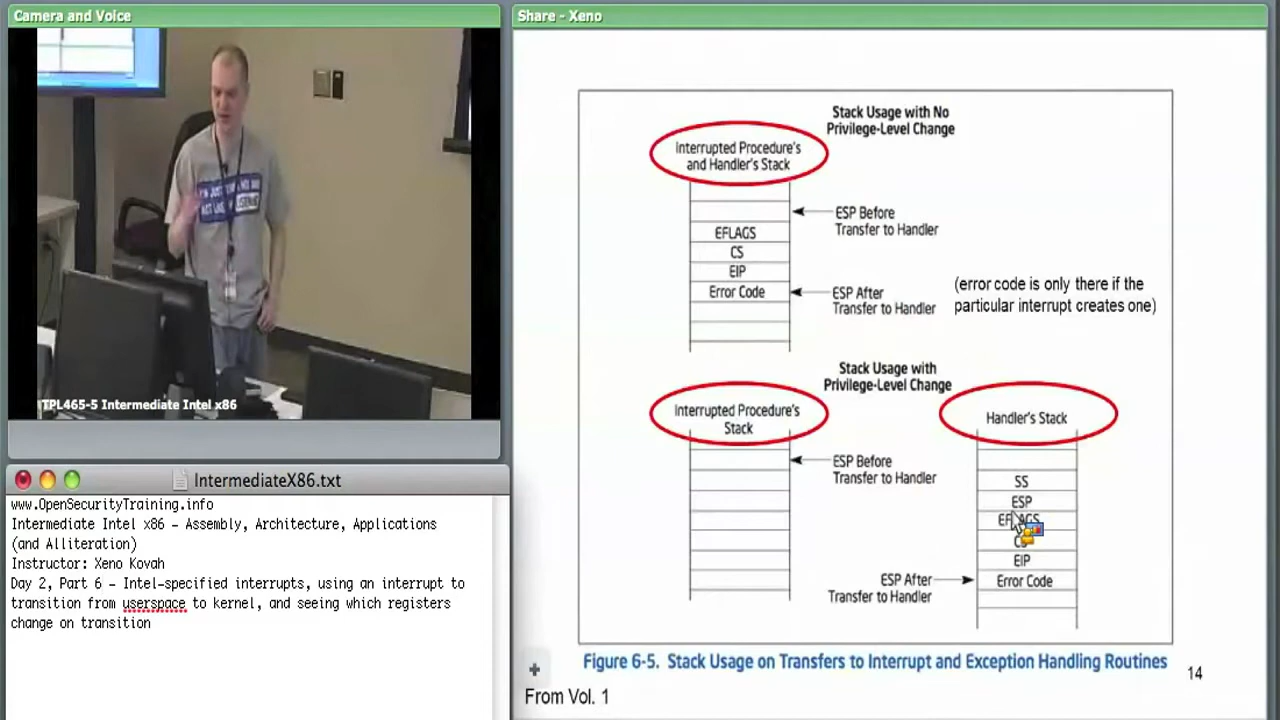 Camera and Voice
TPL465-5 Intermediate Intel x86
IntermediateX86.txt
www.OpenSecurityTraining.info
Intermediate Intel x86 – Assembly, Architecture, Applications
(and Alliteration)
Instructor: Xeno Kovah
Day 2, Part 6 – Intel-specified interrupts, using an interrupt to
transition from userspace to kernel, and seeing which registers
change on transition
Share - Xeno
Stack Usage with No
Privilege-Level Change
Interrupted Procedure's
and Handler's Stack
ESP Before
Transfer to Handler
EFLAGS
CS
EIP
Error Code
ESP After
Transfer to Handler
(error code is only there if the
particular interrupt creates one)
Stack Usage with
Privilege-Level Change
Interrupted Procedure's
Stack
Handler's Stack
ESP Before
Transfer to Handler
SS
ESP
EFLAGS
CS
EIP
Error Code
ESP After
Transfer to Handler
Figure 6-5. Stack Usage on Transfers to Interrupt and Exception Handling Routines
14
From Vol. 1